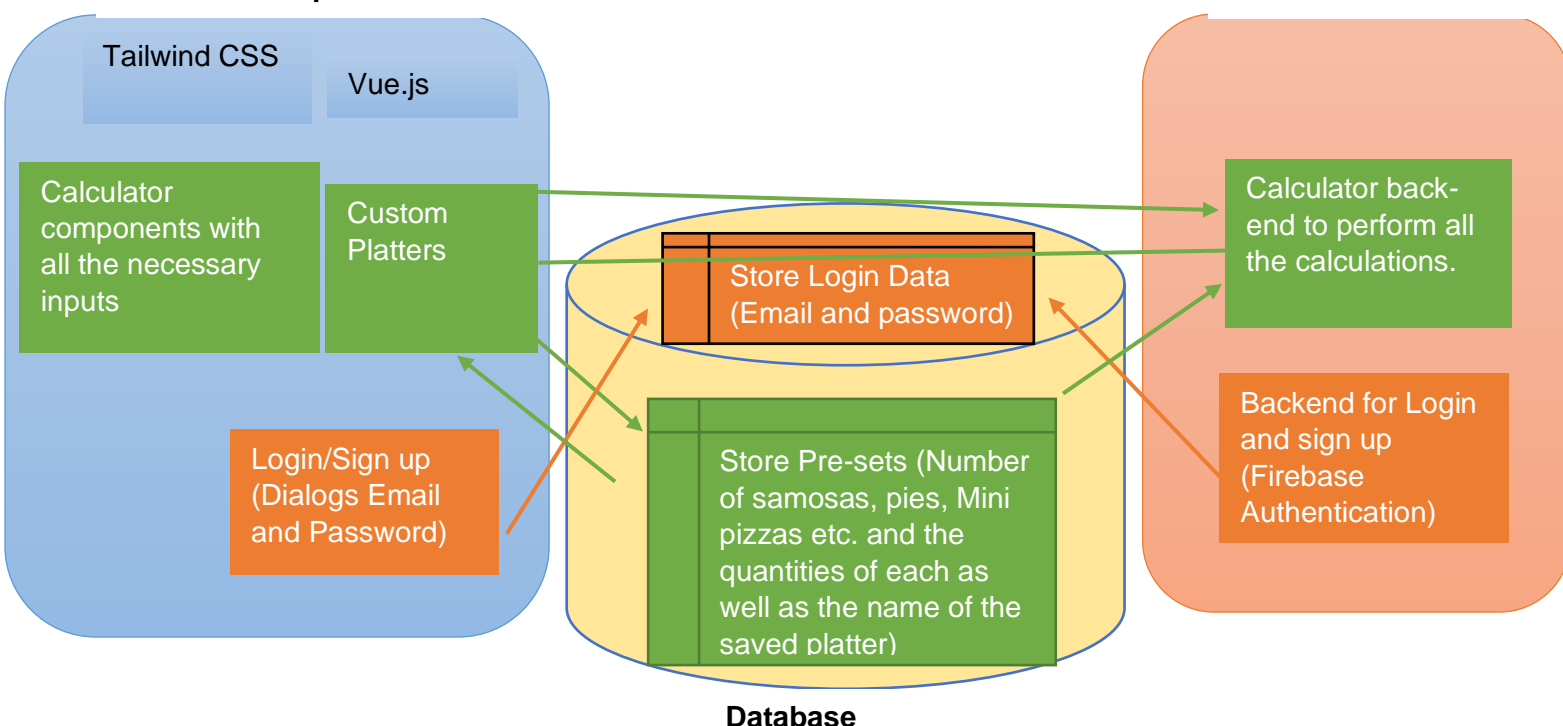 Tailwind CSS
Vue.js
Calculator
components with
all the necessary
inputs
Custom
Platters
Login/Sign up
(Dialogs Email
and Password)
Store Login Data
(Email and password)
Store Pre-sets (Number
of samosas, pies, Mini
pizzas etc. and the
quantities of each as
well as the name of the
saved platter)
Calculator back-
end to perform all
the calculations.
Backend for Login
and sign up
(Firebase
Authentication)
Database